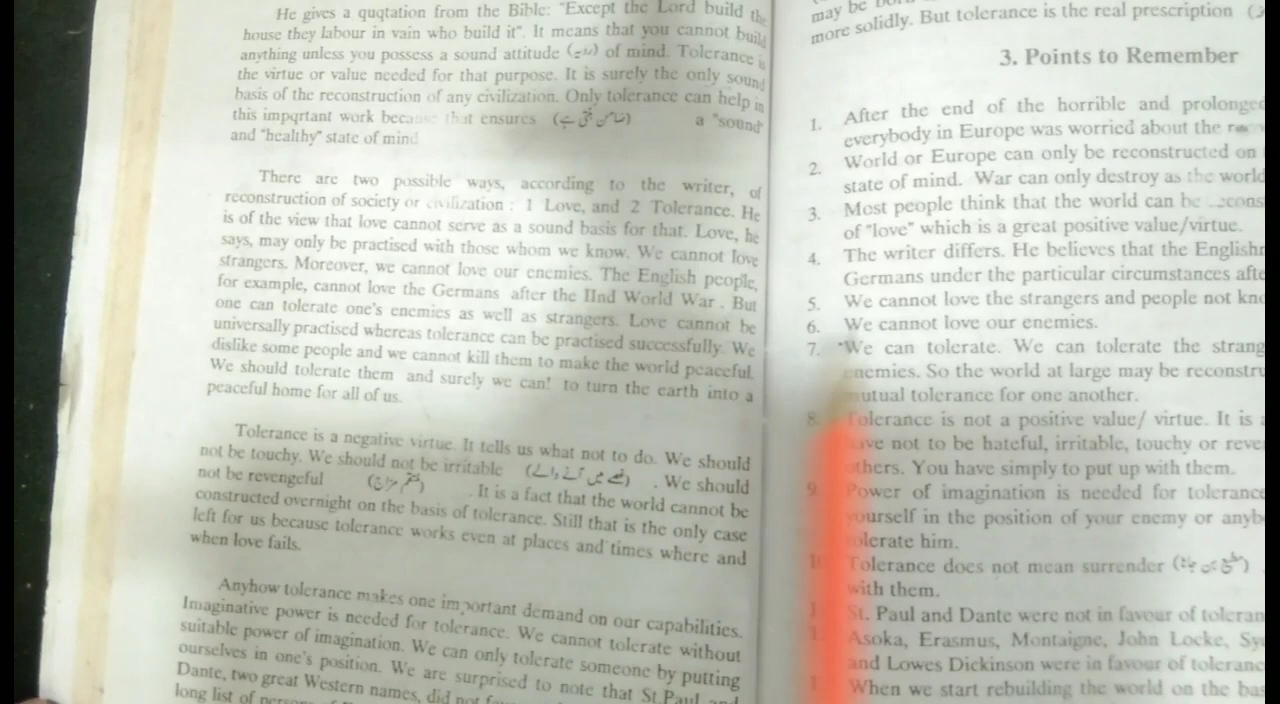 He gives a quqtation from the Bible: "Except the Lord build the
house they labour in vain who build it". It means that you cannot build
anything unless you possess a sound attitude (رویہ) of mind. Tolerance is
the virtue or value needed for that purpose. It is surely the only sound
basis of the reconstruction of any civilization. Only tolerance can help in
this impqrtant work because that ensures (ضامن بنتی ہے) a "sound"
and "healthy" state of mind
There are two possible ways, according to the writer, of
reconstruction of society or civilization : 1 Love, and 2 Tolerance. He
is of the view that love cannot serve as a sound basis for that. Love, he
says, may only be practised with those whom we know. We cannot love
strangers. Moreover, we cannot love our enemies. The English people,
for example, cannot love the Germans after the IInd World War . But
one can tolerate one's enemies as well as strangers. Love cannot be
universally practised whereas tolerance can be practised successfully. We
dislike some people and we cannot kill them to make the world peaceful.
We should tolerate them and surely we can! to turn the earth into a
peaceful home for all of us.
Tolerance is a negative virtue. It tells us what not to do. We should
not be touchy. We should not be irritable (غصے میں آنے والے) . We should
not be revengeful . It is a fact that the world cannot be
constructed overnight on the basis of tolerance. Still that is the only case
left for us because tolerance works even at places and times where and
when love fails.
Anyhow tolerance makes one important demand on our capabilities.
Imaginative power is needed for tolerance. We cannot tolerate without
suitable power of imagination. We can only tolerate someone by putting
ourselves in one's position. We are surprised to note that St.Paul and
Dante, two great Western names, did not
long list of
may be
more solidly. But tolerance is the real prescription
3. Points to Remember
1. After the end of the horrible and prolonged
everybody in Europe was worried about the
2. World or Europe can only be reconstructed on
state of mind. War can only destroy as the world
3. Most people think that the world can be
of "love" which is a great positive value/virtue.
4. The writer differs. He believes that the
Germans under the particular circumstances
5. We cannot love the strangers and people not
6. We cannot love our enemies.
7. "We can tolerate. We can tolerate the
enemies. So the world at large may be
mutual tolerance for one another.
8. Tolerance is not a positive value/ virtue. It is
not to be hateful, irritable, touchy or
others. You have simply to put up with them.
9. Power of imagination is needed for tolerance
yourself in the position of your enemy or
tolerate him.
Tolerance does not mean surrender
with them.
St. Paul and Dante were not in favour of
Asoka, Erasmus, Montaigne, John Locke,
and Lowes Dickinson were in favour of
When we start rebuilding the world on the